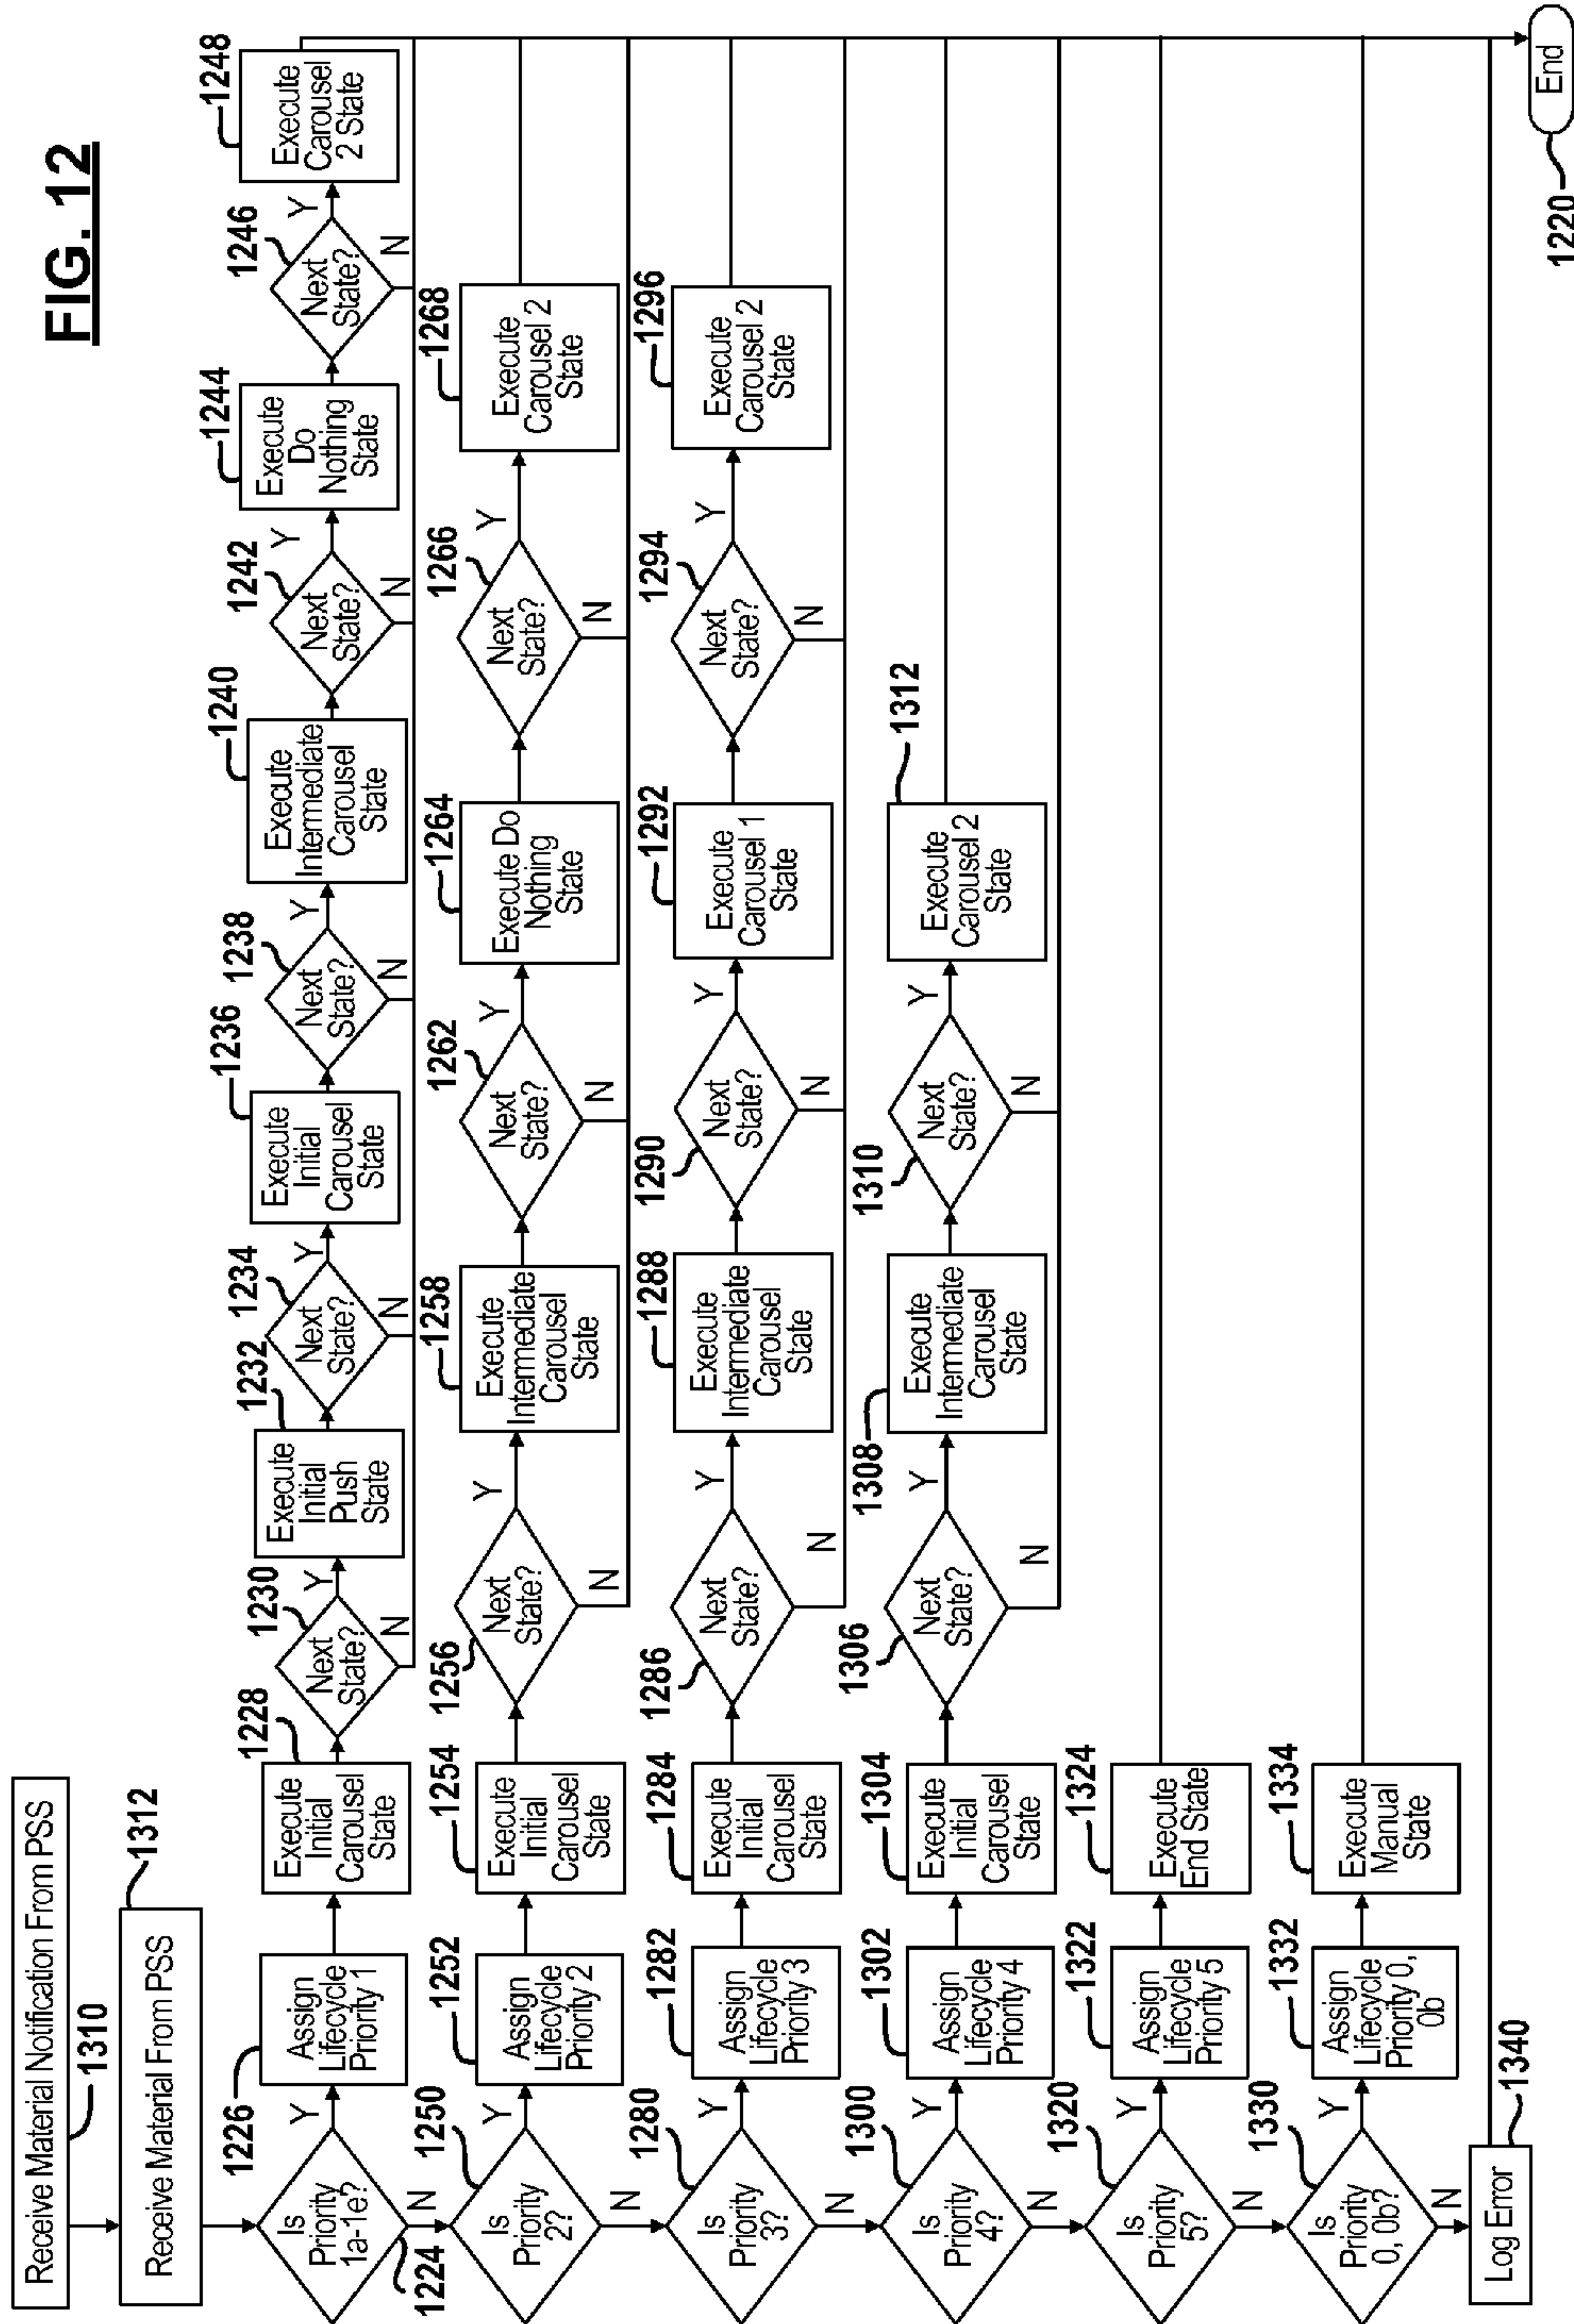 FIG. 12
Receive Material Notification From PSS
1310
Receive Material From PSS
1312
Is
Priority
1a-1e?
1224
Y
N
1226
Assign
Lifecycle
Priority 1
1228
Execute
Initial
Carousel
State
1230
Next
State?
Y
N
1232
Execute
Initial
Push
State
1234
Next
State?
Y
N
1236
Execute
Initial
Carousel
State
1238
Next
State?
Y
N
1240
Execute
Intermediate
Carousel
State
1242
Next
State?
Y
N
1244
Execute
Do
Nothing
State
1246
Next
State?
Y
N
1248
Execute
Carousel
2 State
1250
Is
Priority
2?
Y
N
1252
Assign
Lifecycle
Priority 2
1254
Execute
Initial
Carousel
State
1256
Next
State?
Y
N
1258
Execute
Intermediate
Carousel
State
1262
Next
State?
Y
N
1264
Execute Do
Nothing
State
1266
Next
State?
Y
N
1268
Execute
Carousel 2
State
1280
Is
Priority
3?
Y
N
1282
Assign
Lifecycle
Priority 3
1284
Execute
Initial
Carousel
State
1286
Next
State?
Y
N
1288
Execute
Intermediate
Carousel
State
1290
Next
State?
Y
N
1292
Execute
Carousel 1
State
1294
Next
State?
Y
N
1296
Execute
Carousel 2
State
1300
Is
Priority
4?
Y
N
1302
Assign
Lifecycle
Priority 4
1304
Execute
Initial
Carousel
State
1306
Next
State?
Y
N
1308
Execute
Intermediate
Carousel
State
1310
Next
State?
Y
N
1312
Execute
Carousel 2
State
1320
Is
Priority
5?
Y
N
1322
Assign
Lifecycle
Priority 5
1324
Execute
End State
1330
Is
Priority
0, 0b?
Y
N
1332
Assign
Lifecycle
Priority 0,
0b
1334
Execute
Manual
State
Log Error
1340
End
1220